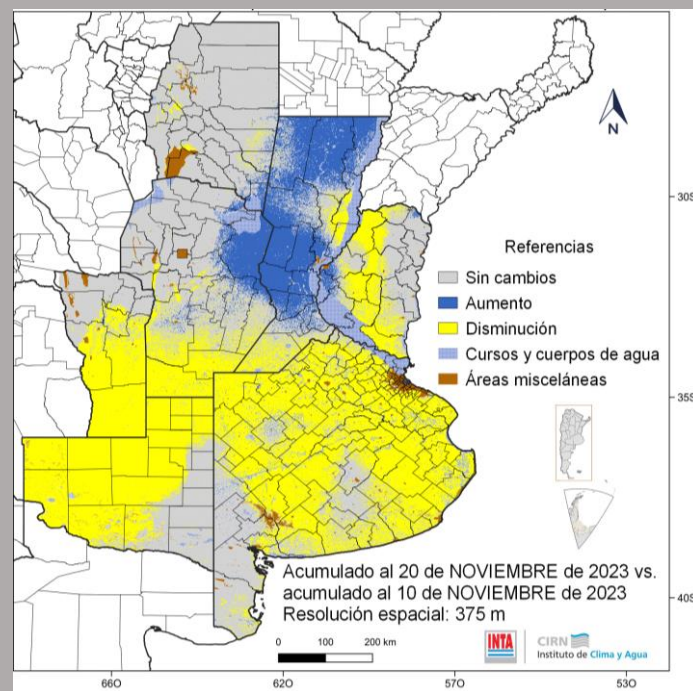 N
30S
Referencias
Sin cambios
Aumento
Disminución
Cursos y cuerpos de agua
Áreas misceláneas
35S
Acumulado al 20 de NOVIEMBRE de 2023 vs.
acumulado al 10 de NOVIEMBRE de 2023
Resolución espacial: 375 m
40S
0 100 200 km
INTA
CIRN
Instituto de Clima y Agua
66O 62O 57O 53O